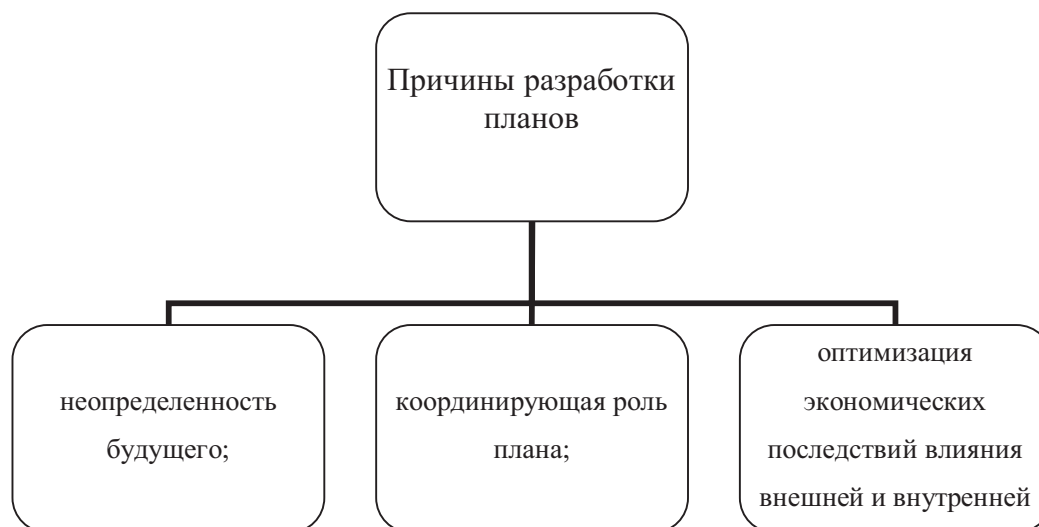 Причины разработки
планов
неопределенность
будущего;
координирующая роль
плана;
оптимизация
экономических
последствий влияния
внешней и внутренней